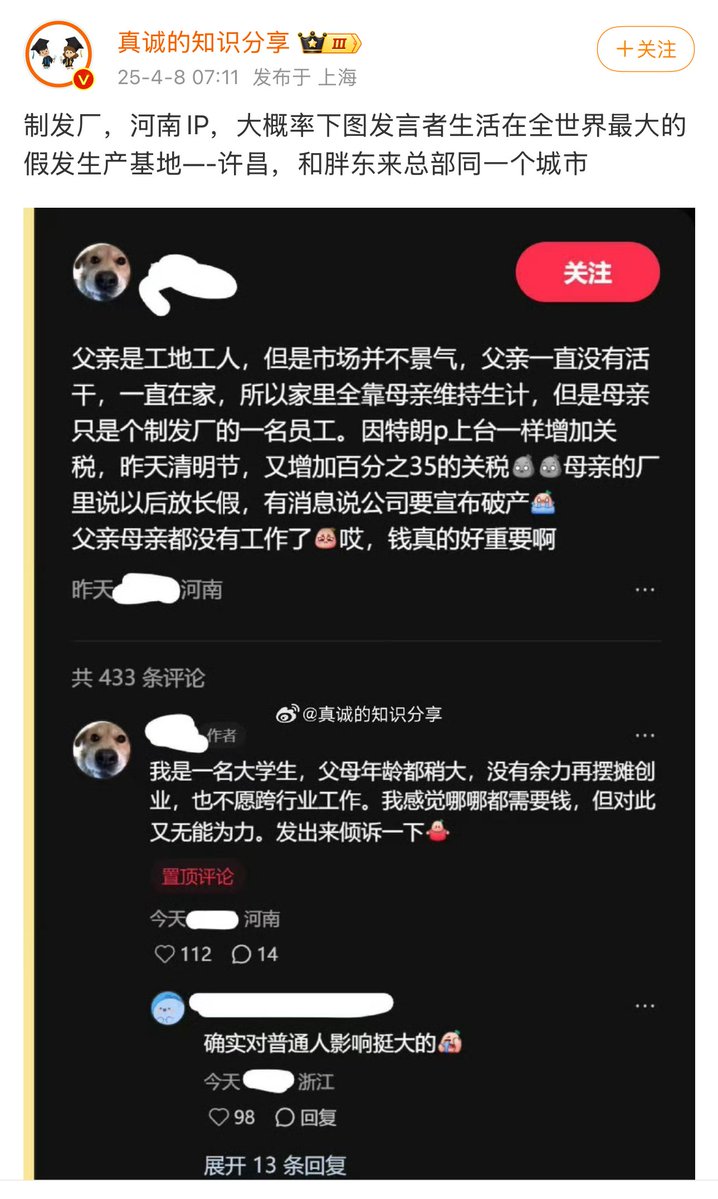 真诚的知识分享 III
+关注
25-4-8 07:11 发布于 上海
制发厂，河南IP，大概率下图发言者生活在全世界最大的
假发生产基地—-许昌，和胖东来总部同一个城市
关注
父亲是工地工人，但是市场并不景气，父亲一直没有活
干，一直在家，所以家里全靠母亲维持生计，但是母亲
只是个制发厂的一名员工。因特朗p上台一样增加关
税，昨天清明节，又增加百分之35的关税母亲的厂
里说以后放长假，有消息说公司要宣布破产
父亲母亲都没有工作了哎，钱真的好重要啊
昨天 河南
共 433 条评论
@真诚的知识分享
作者
我是一名大学生，父母年龄都稍大，没有余力再摆摊创
业，也不愿跨行业工作。我感觉哪哪都需要钱，但对此
又无能为力。发出来倾诉一下
置顶评论
今天 河南
112 14
确实对普通人影响挺大的
今天 浙江
98 回复
展开 13 条回复